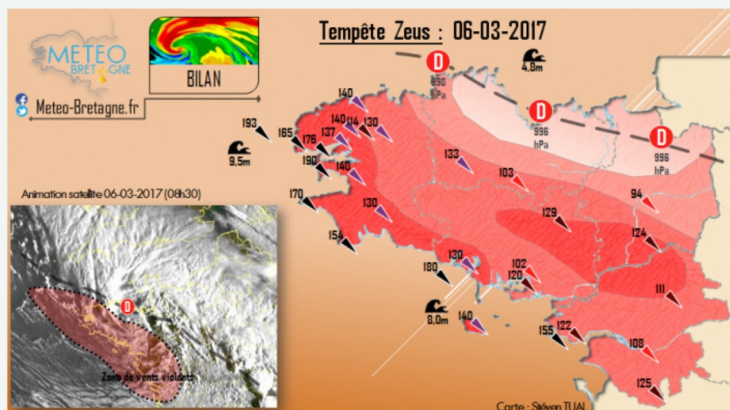 Tempête Zeus : 06-03-2017
METEO
BRETAGNE
BILAN
Meteo-Bretagne.fr
D
998
hPa
4,8m
D
996
hPa
D
996
hPa
193
165
140
140
114
130
137
176
190
140
9,5m
170
130
154
133
103
94
129
124
180
130
102
120
111
8,0m
140
155
122
108
125
Animation satellite 06-03-2017 (08h30)
D
Zone de vents violents
Carte : Stéven TUAL